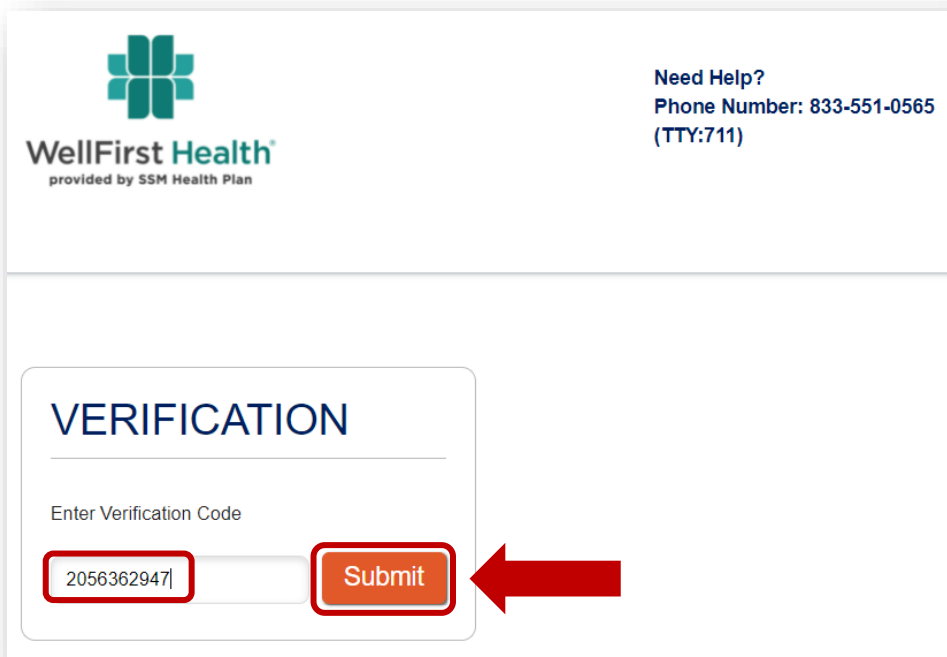 WellFirst Health®
provided by SSM Health Plan
Need Help?
Phone Number: 833-551-0565
(TTY:711)
VERIFICATION
Enter Verification Code
2056362947
Submit